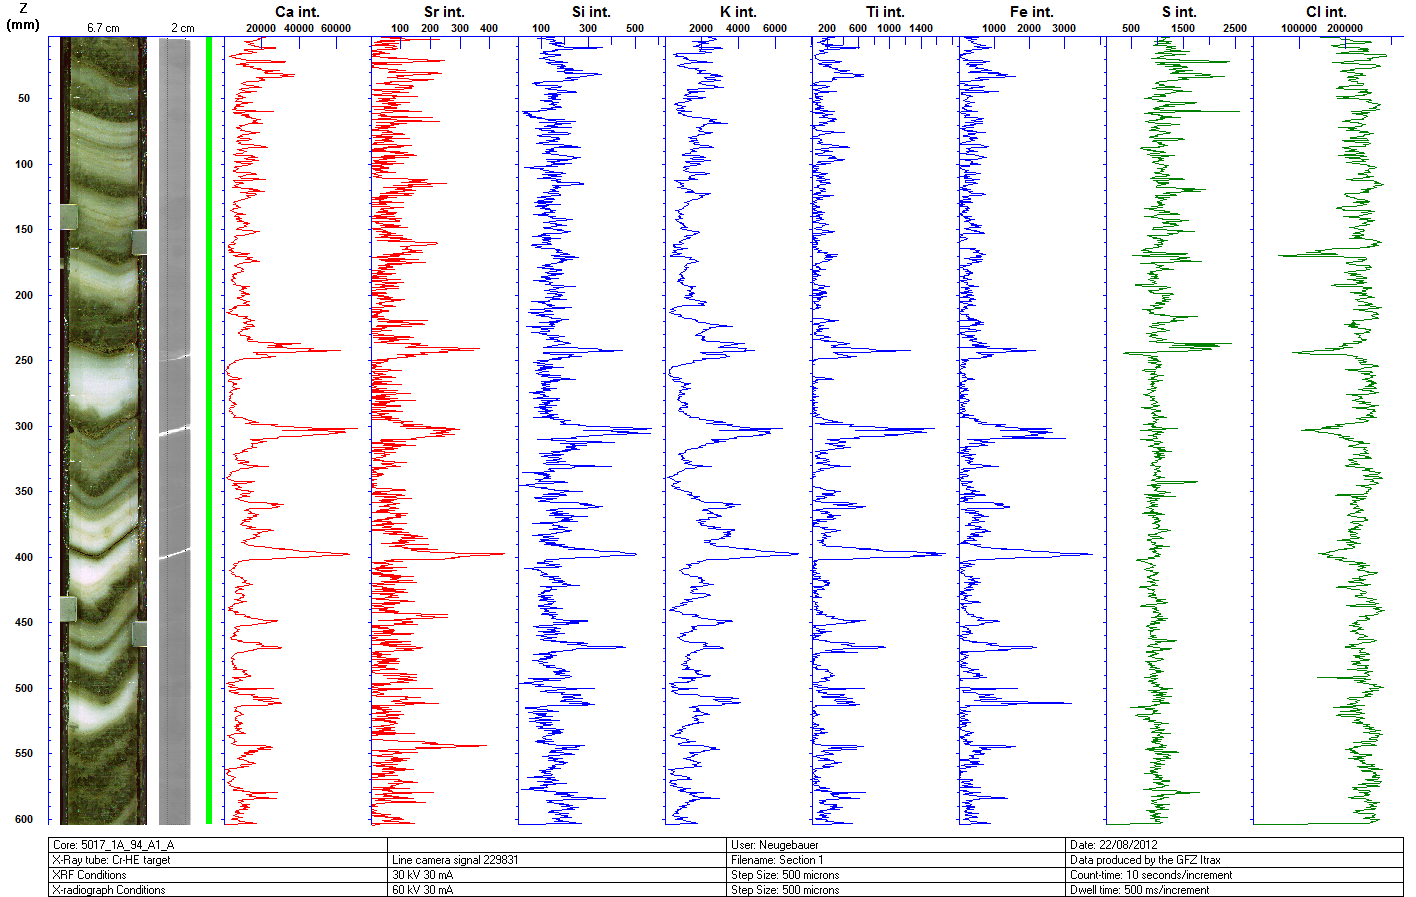 Z
(mm)
6.7 cm
2 cm
Ca int.
Sr int.
Si int.
K int.
Ti int.
Fe int.
S int.
Cl int.
20000 40000 60000
100 200 300 400
100 300 500
2000 4000 6000
200 600 1000 1400
1000 2000 3000
500 1500 2500
100000 200000
50
100
150
200
250
300
350
400
450
500
550
600
Core: 5017_1A_94_A1_A
User: Neugebauer
Date: 22/08/2012
X-Ray tube: Cr-HE target
Line camera signal 229831
Filename: Section 1
Data produced by the GFZ Itrax
XRF Conditions
30 kV 30 mA
Step Size: 500 microns
Count-time: 10 seconds/increment
X-radiograph Conditions
60 kV 30 mA
Step Size: 500 microns
Dwell time: 500 ms/increment